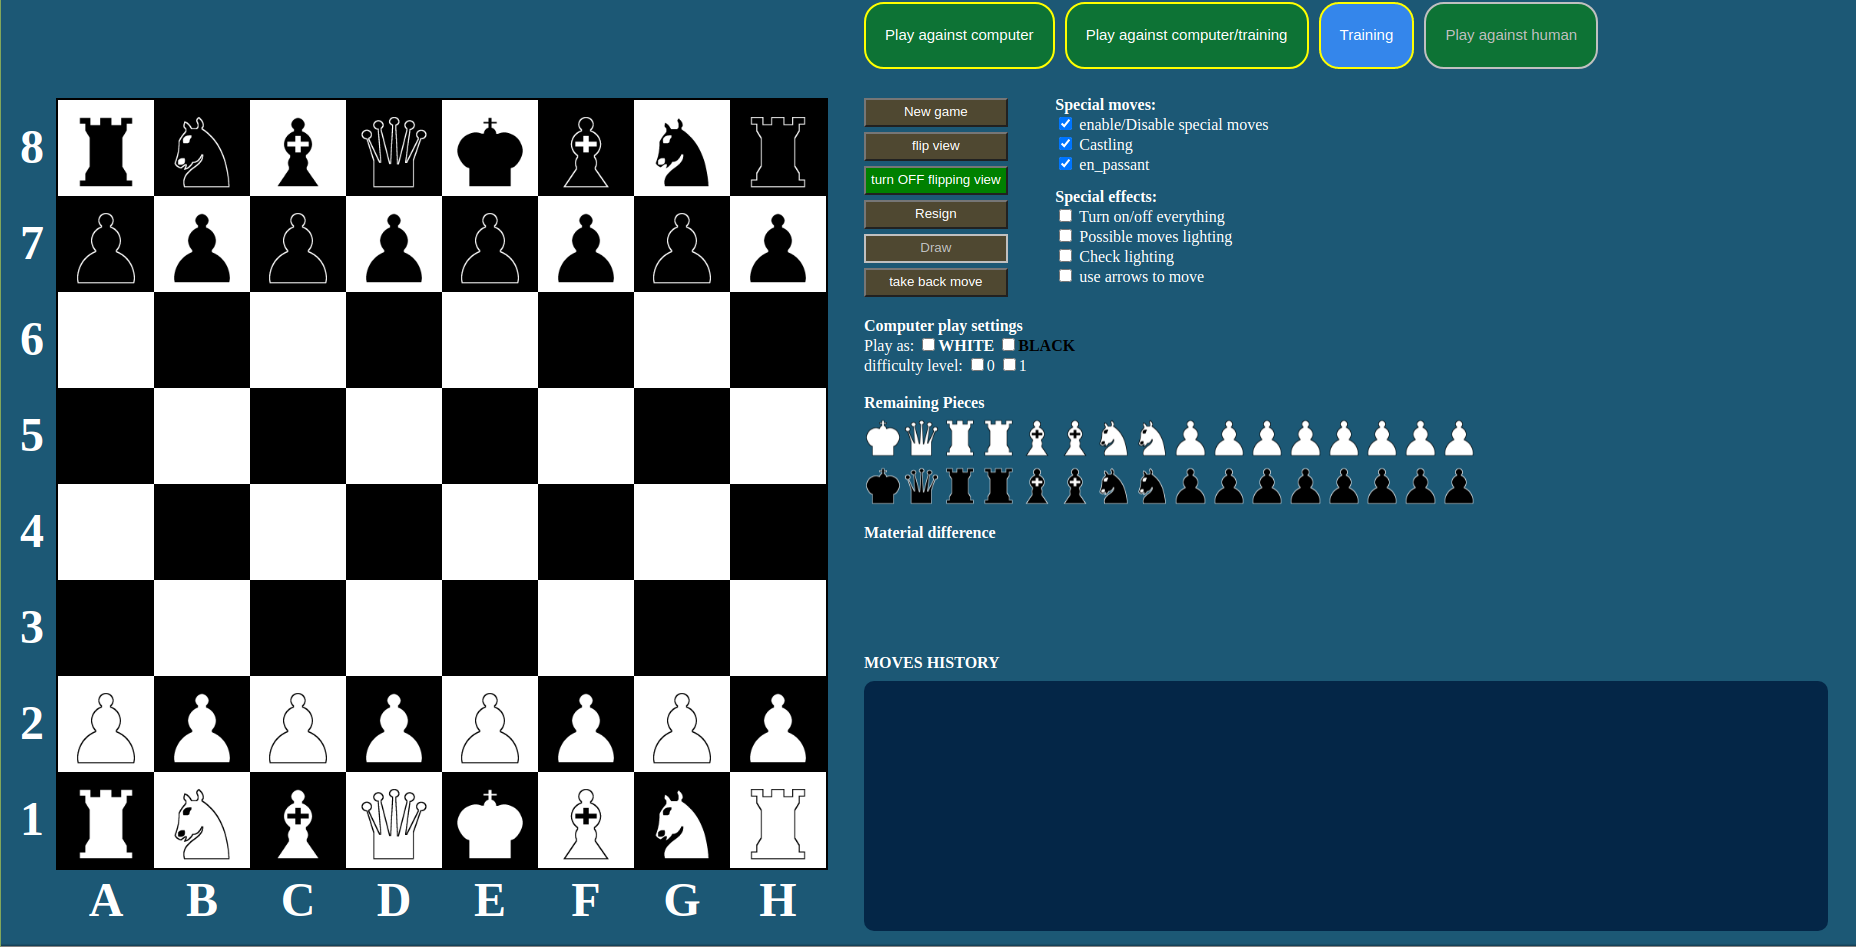 Play against computer
Play against computer/training
Training
Play against human
8
7
6
5
4
3
2
1
A B C D E F G H
New game
flip view
turn OFF flipping view
Resign
Draw
take back move
Special moves:
enable/Disable special moves
Castling
en_passant
Special effects:
Turn on/off everything
Possible moves lighting
Check lighting
use arrows to move
Computer play settings
Play as: WHITE BLACK
difficulty level: 0 1
Remaining Pieces
Material difference
MOVES HISTORY